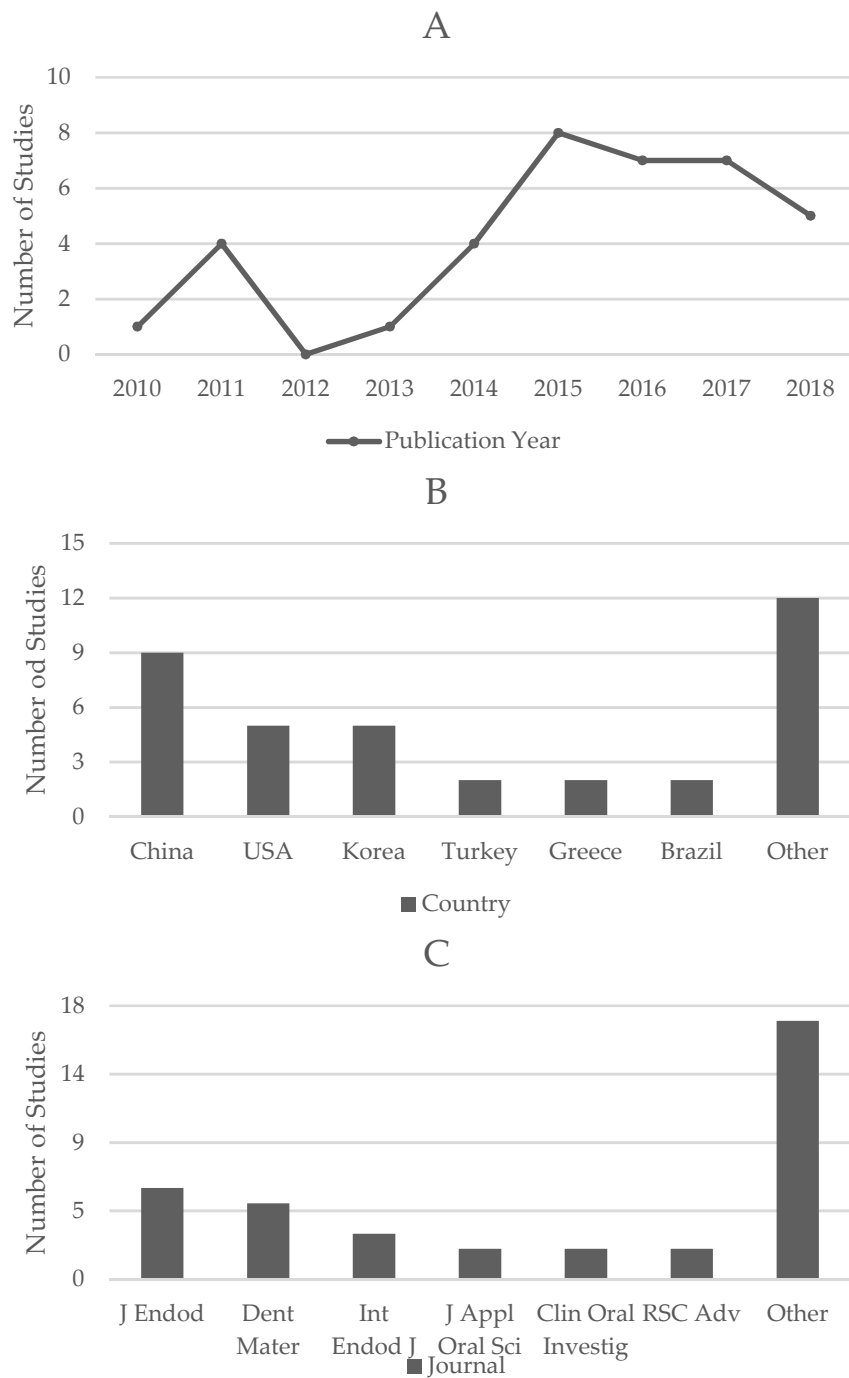 A
Number of Studies
10
8
6
4
2
0
2010 2011 2012 2013 2014 2015 2016 2017 2018
Publication Year
B
Number od Studies
15
12
9
6
3
0
China USA Korea Turkey Greece Brazil Other
Country
C
Number of Studies
18
14
9
5
0
J Endod Dent Int J Appl Clin Oral RSC Adv Other
Mater Endod J Oral Sci Investig
Journal